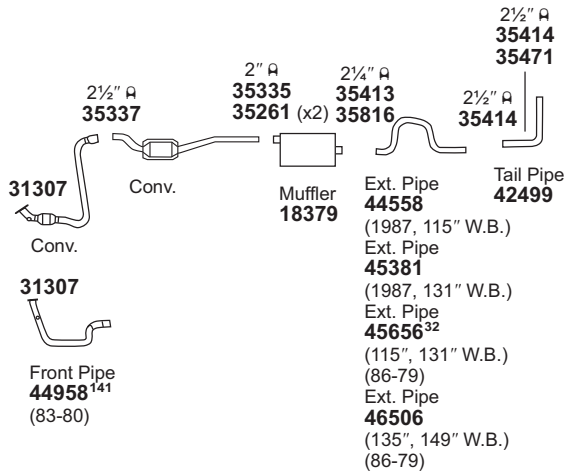 2½″
35414
35471
2½″
35337
2″
35335
35261 (x2)
2¼″
35413
35816
2½″
35414
31307
Conv.
Conv.
Muffler
18379
Ext. Pipe
44558
(1987, 115″ W.B.)
Ext. Pipe
45381
(1987, 131″ W.B.)
Ext. Pipe
45656³²
(115″, 131″ W.B.)
(86-79)
Ext. Pipe
46506
(135″, 149″ W.B.)
(86-79)
Tail Pipe
42499
31307
Front Pipe
44958¹⁴¹
(83-80)